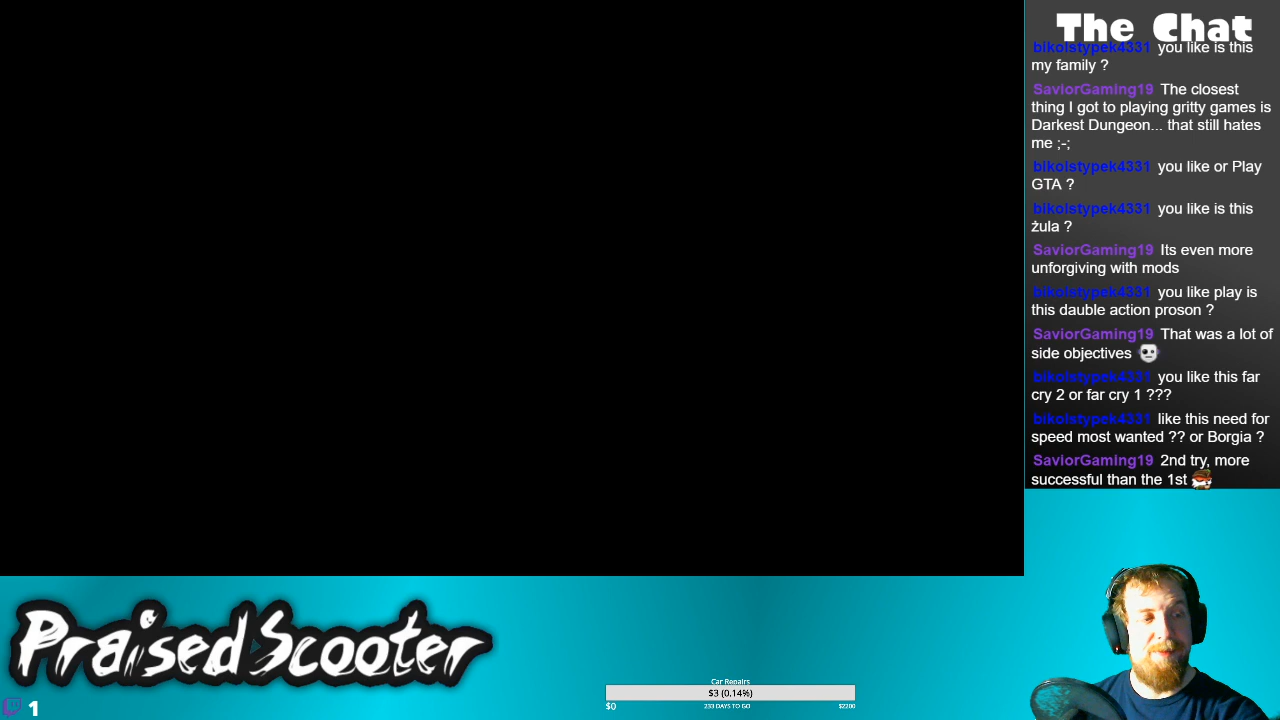 The Chat
bikolstypek4331 you like is this
my family ?
SaviorGaming19 The closest
thing I got to playing gritty games is
Darkest Dungeon... that still hates
me ;-;
bikolstypek4331 you like or Play
GTA ?
bikolstypek4331 you like is this
żula ?
SaviorGaming19 Its even more
unforgiving with mods
bikolstypek4331 you like play is
this dauble action proson ?
SaviorGaming19 That was a lot of
side objectives
bikolstypek4331 you like this far
cry 2 or far cry 1 ???
bikolstypek4331 like this need for
speed most wanted ?? or Borgia ?
SaviorGaming19 2nd try, more
successful than the 1st
PraisedScooter
Car Repairs
$3 (0.14%)
$0 233 DAYS TO GO $2200
1